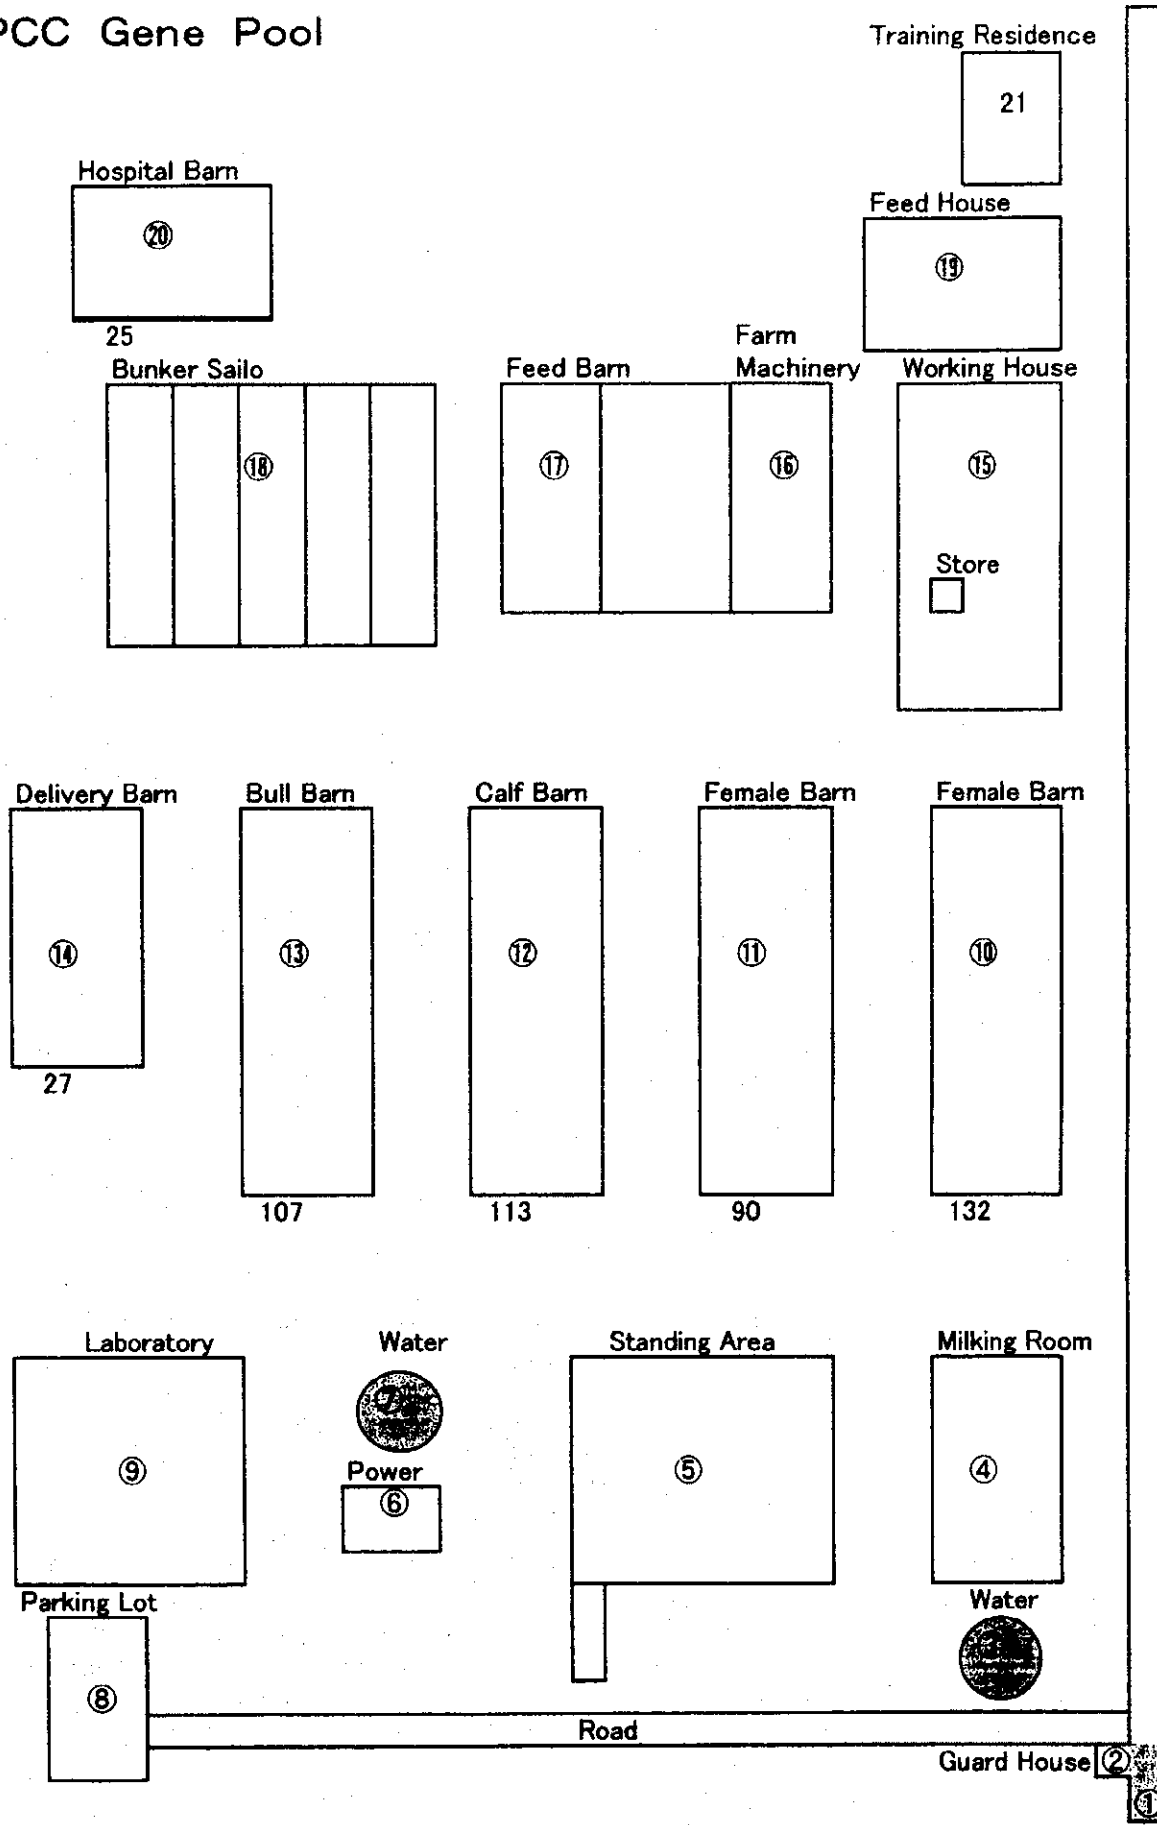 PCC Gene Pool
Training Residence
21
Hospital Barn
⑳
25
Feed House
⑲
Bunker Sailo
⑱
Feed Barn
⑰
Farm
Machinery
⑯
Working House
⑮
Store
Delivery Barn
⑭
27
Bull Barn
⑬
107
Calf Barn
⑫
113
Female Barn
⑪
90
Female Barn
⑩
132
Laboratory
⑨
Water
⑦
Power
⑥
Standing Area
⑤
Milking Room
④
Parking Lot
⑧
Water
Road
Guard House
②
①